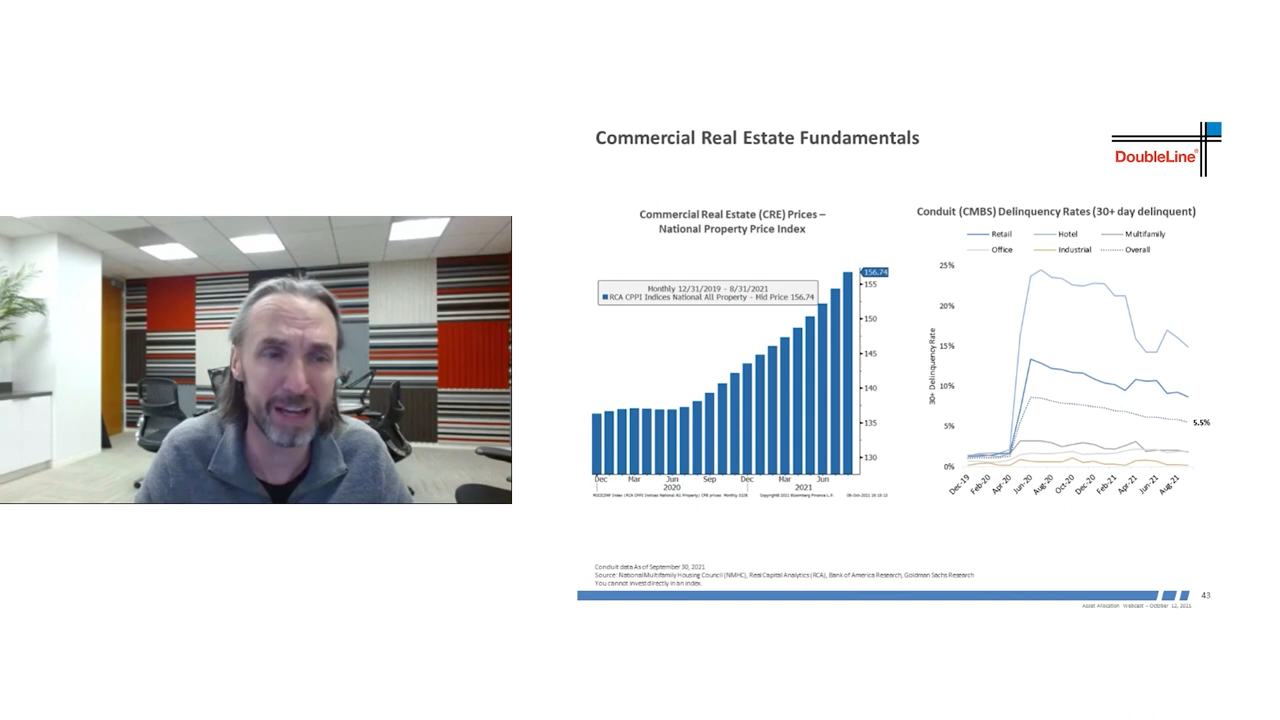 Commercial Real Estate Fundamentals
DoubleLine®
Commercial Real Estate (CRE) Prices –
National Property Price Index
Monthly 12/31/2019 - 8/31/2021
RCA CPPI Indices National All Property - Mid Price 156.74
156.74
155
150
145
140
135
130
Dec Mar Jun Sep Dec Mar Jun
2020 2021
Copyright© 2021 Bloomberg Finance L.P.
Conduit (CMBS) Delinquency Rates (30+ day delinquent)
Retail Hotel Multifamily
Office Industrial Overall
30+ Delinquency Rate
25%
20%
15%
10%
5%
0%
5.5%
Dec-19 Feb-20 Apr-20 Jun-20 Aug-20 Oct-20 Dec-20 Feb-21 Apr-21 Jun-21 Aug-21
Conduit data As of September 30, 2021
Source: National Multifamily Housing Council (NMHC), Real Capital Analytics (RCA), Bank of America Research, Goldman Sachs Research
You cannot invest directly in an index.
43
Asset Allocation Webcast – October 12, 2021